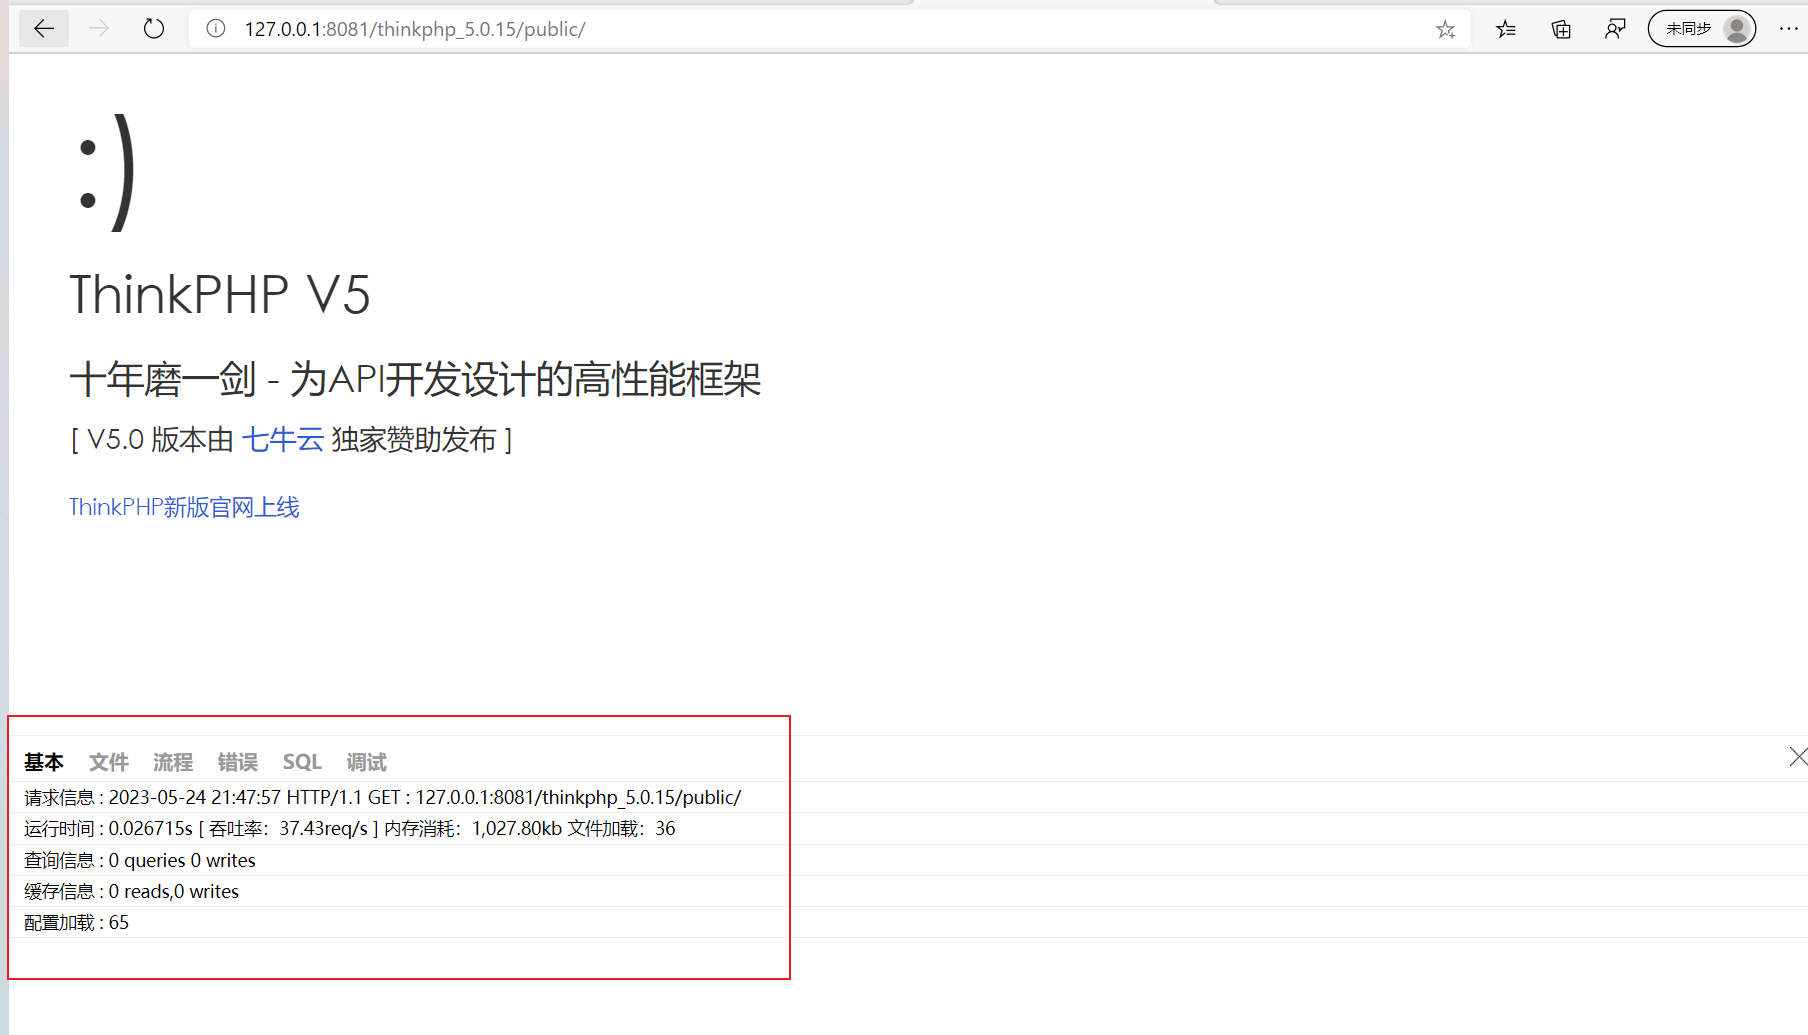 127.0.0.1:8081/thinkphp_5.0.15/public/
未同步
:)
ThinkPHP V5
十年磨一剑 - 为API开发设计的高性能框架
[ V5.0 版本由 七牛云 独家赞助发布 ]
ThinkPHP新版官网上线
基本 文件 流程 错误 SQL 调试
请求信息 : 2023-05-24 21:47:57 HTTP/1.1 GET : 127.0.0.1:8081/thinkphp_5.0.15/public/
运行时间 : 0.026715s [ 吞吐率：37.43req/s ] 内存消耗：1,027.80kb 文件加载：36
查询信息 : 0 queries 0 writes
缓存信息 : 0 reads,0 writes
配置加载 : 65